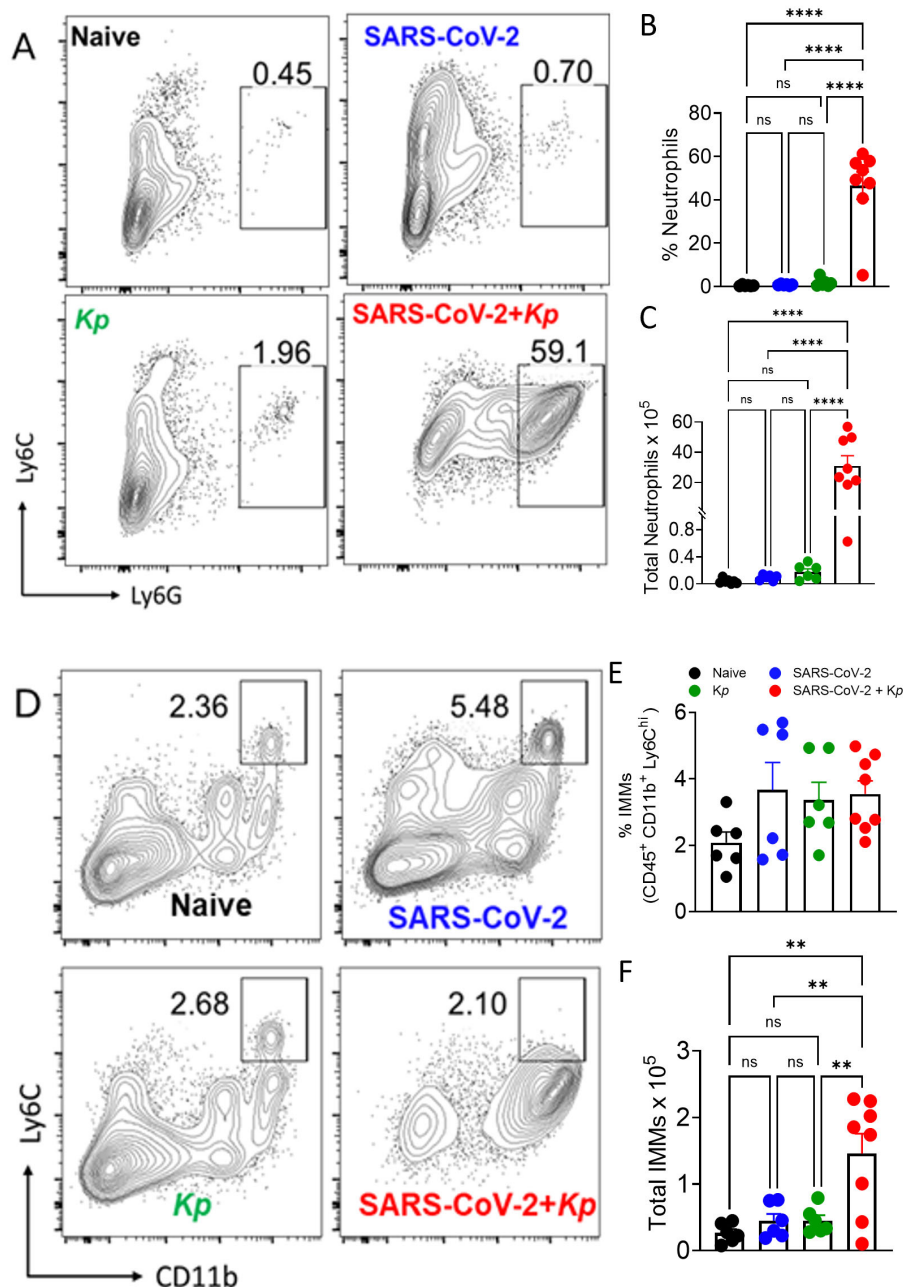 A
Naive
0.45
SARS-CoV-2
0.70
Kp
1.96
SARS-CoV-2+Kp
59.1
Ly6C
Ly6G
B
****
****
ns
****
ns
ns
% Neutrophils
80
60
40
20
0
C
****
****
ns
ns
ns
****
Total Neutrophils x 10⁵
60
40
20
0.8
0.4
0.0
D
2.36
Naive
5.48
SARS-CoV-2
2.68
Kp
2.10
SARS-CoV-2+Kp
Ly6C
CD11b
E
Naive
SARS-CoV-2
Kp
SARS-CoV-2 + Kp
% IMMs
(CD45⁺ CD11b⁺ Ly6Cʰⁱ)
6
4
2
0
F
**
**
ns
ns
ns
**
Total IMMs x 10⁵
3
2
1
0